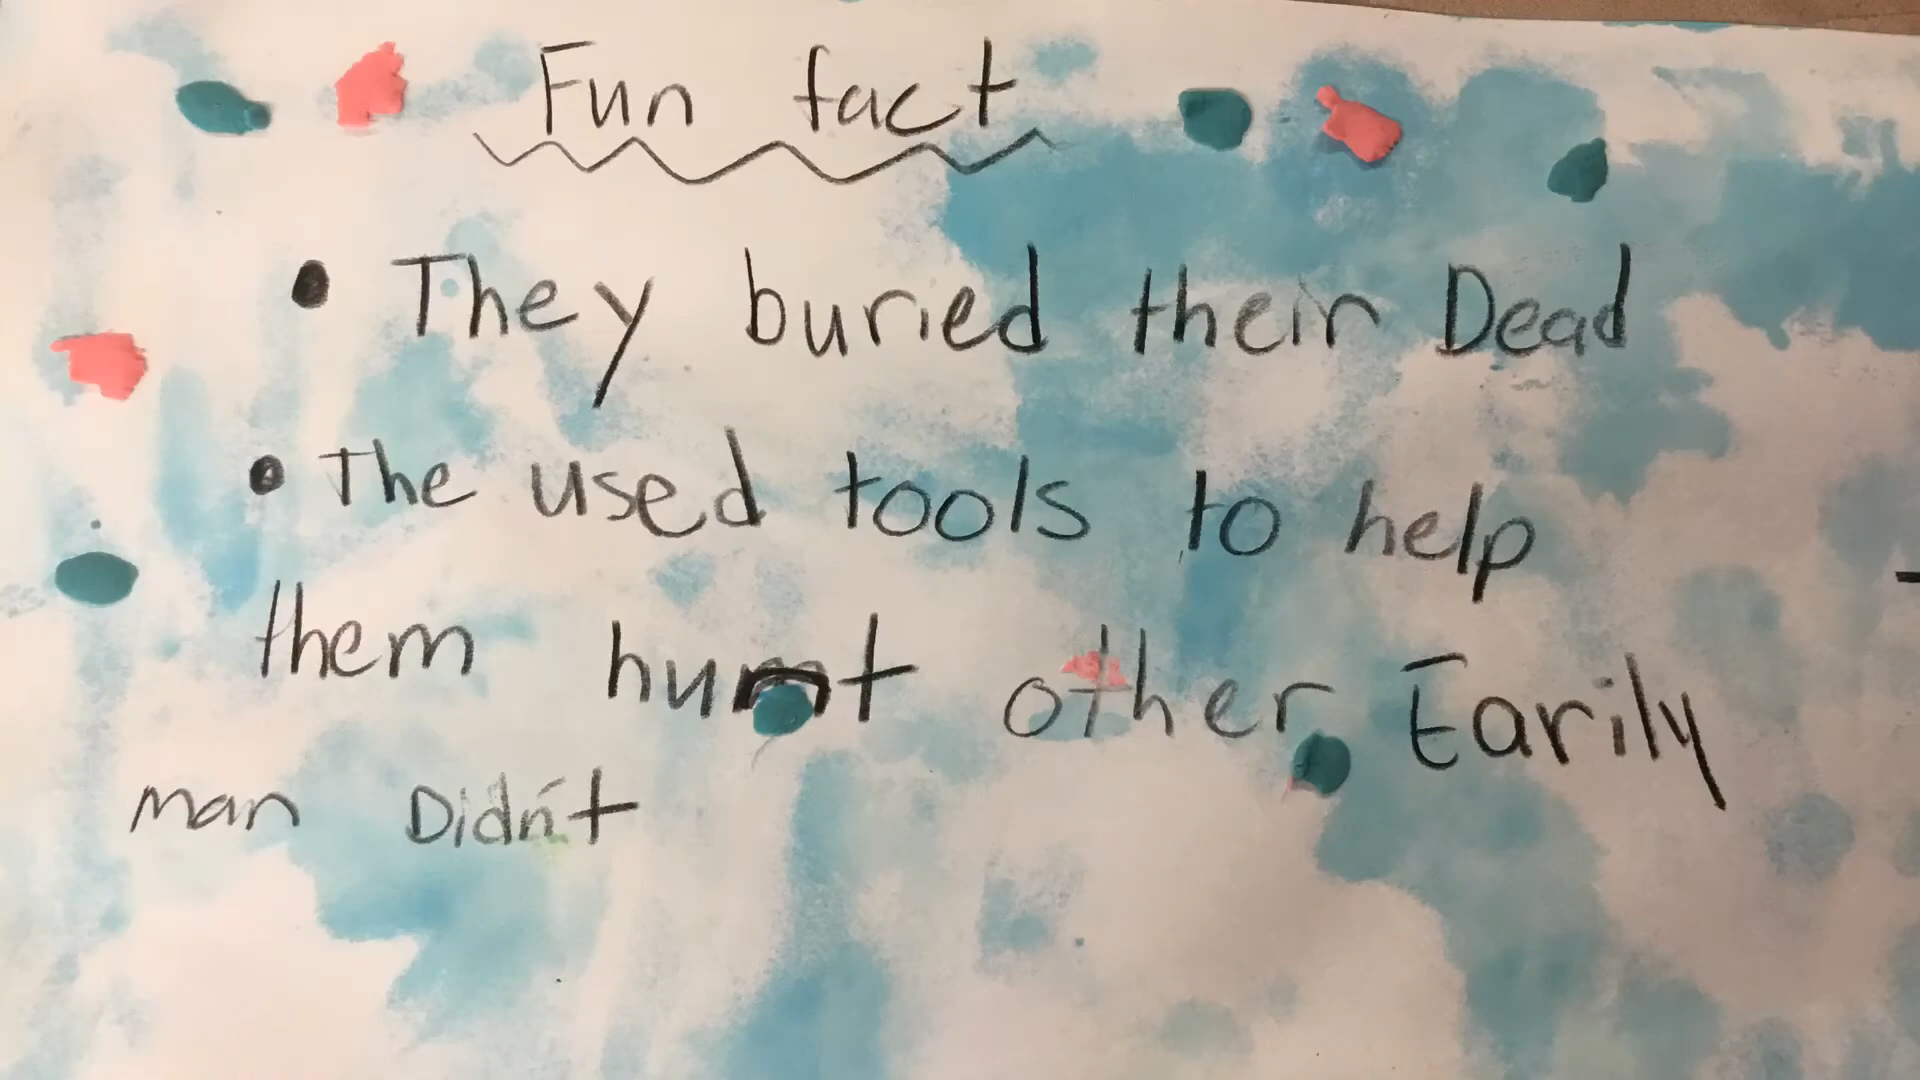 Fun fact
• They buried their Dead
• The used tools to help
them hunt other Earily
man Didn't